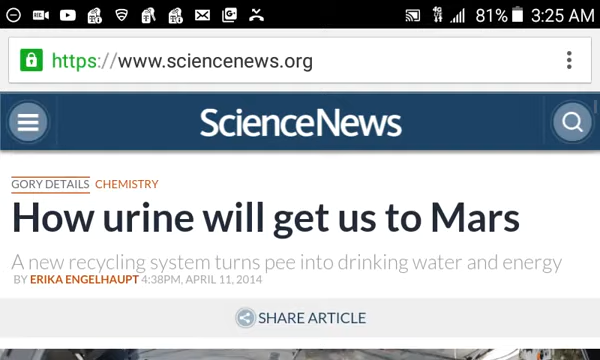 81% 3:25 AM
https://www.sciencenews.org
ScienceNews
GORY DETAILS CHEMISTRY
How urine will get us to Mars
A new recycling system turns pee into drinking water and energy
BY ERIKA ENGELHAUPT 4:38PM, APRIL 11, 2014
SHARE ARTICLE